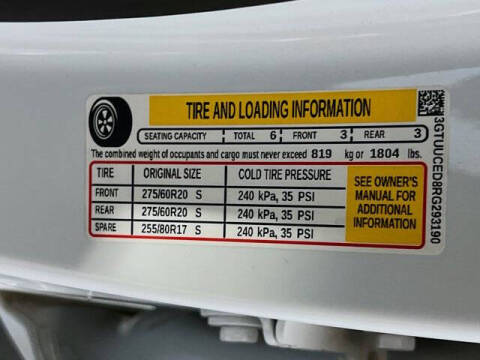 TIRE AND LOADING INFORMATION
SEATING CAPACITY TOTAL 6 FRONT 3 REAR 3
The combined weight of occupants and cargo must never exceed 819 kg or 1804 lbs.
TIRE ORIGINAL SIZE COLD TIRE PRESSURE
FRONT 275/60R20 S 240 kPa, 35 PSI
REAR 275/60R20 S 240 kPa, 35 PSI
SPARE 255/80R17 S 240 kPa, 35 PSI
SEE OWNER'S
MANUAL FOR
ADDITIONAL
INFORMATION
3GTUUCED8RG293190